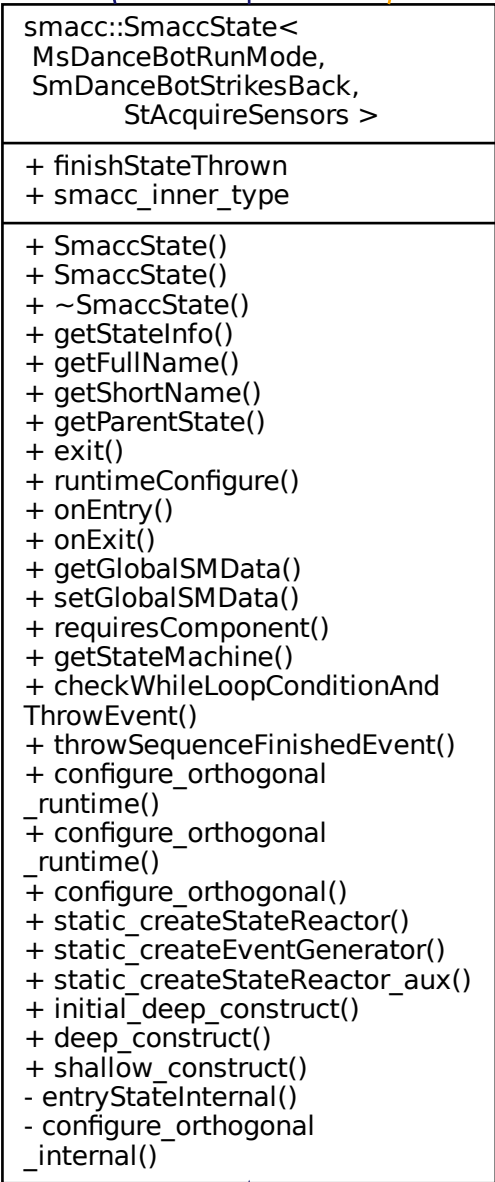 smacc::SmaccState<
MsDanceBotRunMode,
SmDanceBotStrikesBack,
StAcquireSensors >
+ finishStateThrown
+ smacc_inner_type
+ SmaccState()
+ SmaccState()
+ ~SmaccState()
+ getStateInfo()
+ getFullName()
+ getShortName()
+ getParentState()
+ exit()
+ runtimeConfigure()
+ onEntry()
+ onExit()
+ getGlobalSMData()
+ setGlobalSMData()
+ requiresComponent()
+ getStateMachine()
+ checkWhileLoopConditionAnd
ThrowEvent()
+ throwSequenceFinishedEvent()
+ configure_orthogonal
_runtime()
+ configure_orthogonal
_runtime()
+ configure_orthogonal()
+ static_createStateReactor()
+ static_createEventGenerator()
+ static_createStateReactor_aux()
+ initial_deep_construct()
+ deep_construct()
+ shallow_construct()
- entryStateInternal()
- configure_orthogonal
_internal()